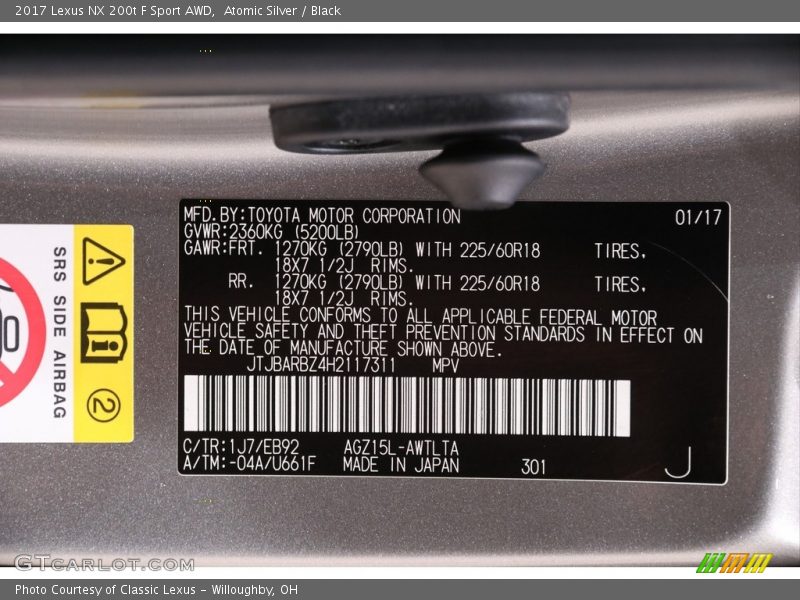 2017 Lexus NX 200t F Sport AWD,  Atomic Silver / Black
MFD.BY:TOYOTA MOTOR CORPORATION 01/17
GVWR:2360KG (5200LB)
GAWR:FRT. 1270KG (2790LB) WITH 225/60R18 TIRES,
18X7 1/2J RIMS.
RR. 1270KG (2790LB) WITH 225/60R18 TIRES,
18X7 1/2J RIMS.
THIS VEHICLE CONFORMS TO ALL APPLICABLE FEDERAL MOTOR
VEHICLE SAFETY AND THEFT PREVENTION STANDARDS IN EFFECT ON
THE DATE OF MANUFACTURE SHOWN ABOVE.
JTJBARBZ4H2117311 MPV
C/TR:1J7/EB92 AGZ15L-AWTLTA
A/TM:-04A/U661F MADE IN JAPAN 301 J
SRS SIDE AIRBAG
2
GTCARLOT.COM
Photo Courtesy of Classic Lexus - Willoughby, OH